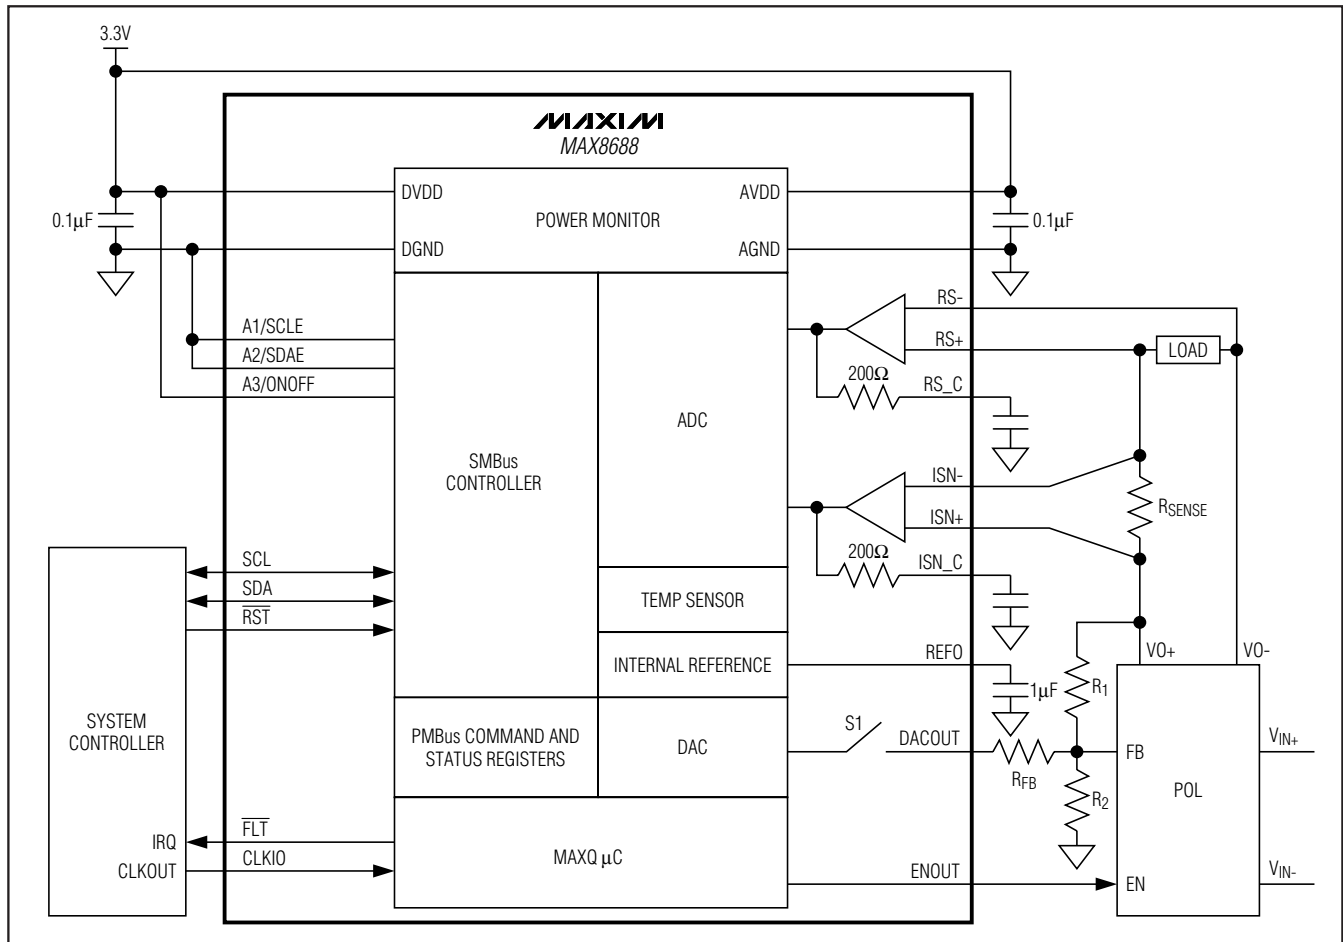 3.3V
MAXIM
MAX8688
DVDD
AVDD
0.1μF
POWER MONITOR
0.1μF
DGND
AGND
RS-
A1/SCLE
RS+
LOAD
A2/SDAE
200Ω
A3/ONOFF
RS_C
ADC
SMBus
CONTROLLER
ISN-
RSENSE
ISN+
200Ω
SCL
ISN_C
SDA
TEMP SENSOR
RST
INTERNAL REFERENCE
REFO
VO+
VO-
1μF
R1
SYSTEM
CONTROLLER
PMBus COMMAND AND
STATUS REGISTERS
DAC
S1
DACOUT
VIN+
FB
RFB
R2
POL
FLT
IRQ
MAXQ μC
CLKIO
CLKOUT
ENOUT
EN
VIN-